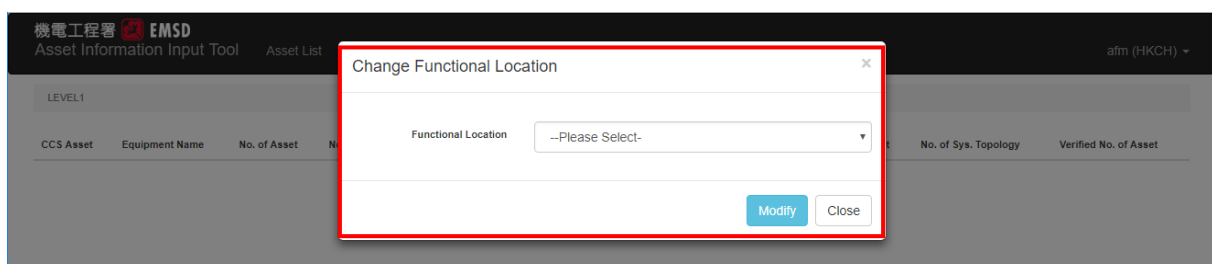 機電工程署 EMSD
Asset Information Input Tool Asset List afm (HKCH)
Change Functional Location ×
LEVEL1
Functional Location --Please Select-
CCS Asset Equipment Name No. of Asset No. of Sys. Topology Verified No. of Asset
Modify Close